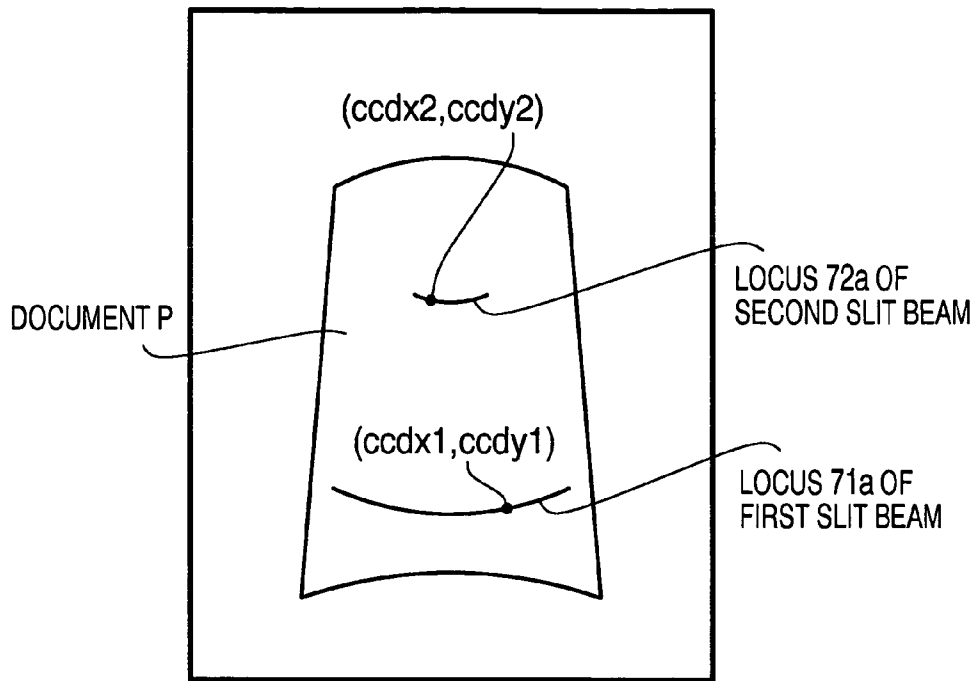 (ccdx2,ccdy2)
LOCUS 72a OF
SECOND SLIT BEAM
DOCUMENT P
(ccdx1,ccdy1)
LOCUS 71a OF
FIRST SLIT BEAM